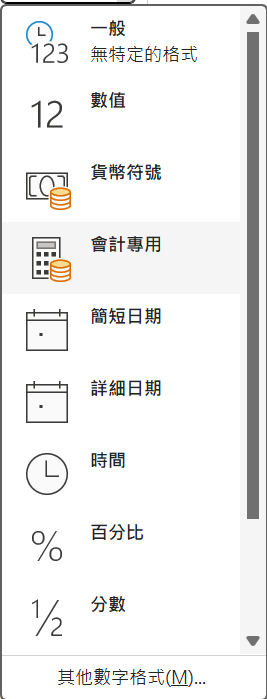 一般
123
無特定的格式
數值
12
貨幣符號
會計專用
簡短日期
詳細日期
時間
百分比
%
分數
½
其他數字格式(M)...